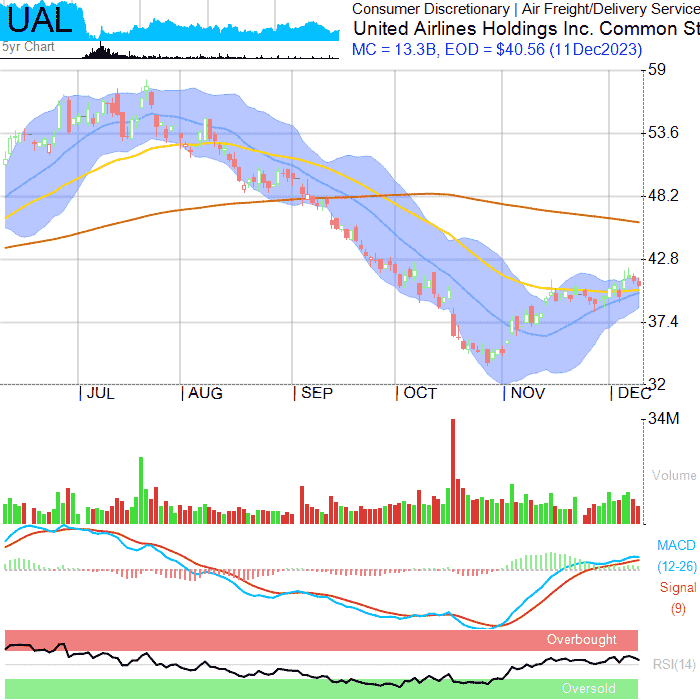 UAL
5yr Chart
Consumer Discretionary | Air Freight/Delivery Service
United Airlines Holdings Inc. Common St
MC = 13.3B, EOD = $40.56 (11Dec2023)
59
53.6
48.2
42.8
37.4
32
JUL AUG SEP OCT NOV DEC
34M
Volume
MACD
(12-26)
Signal
(9)
Overbought
RSI(14)
Oversold